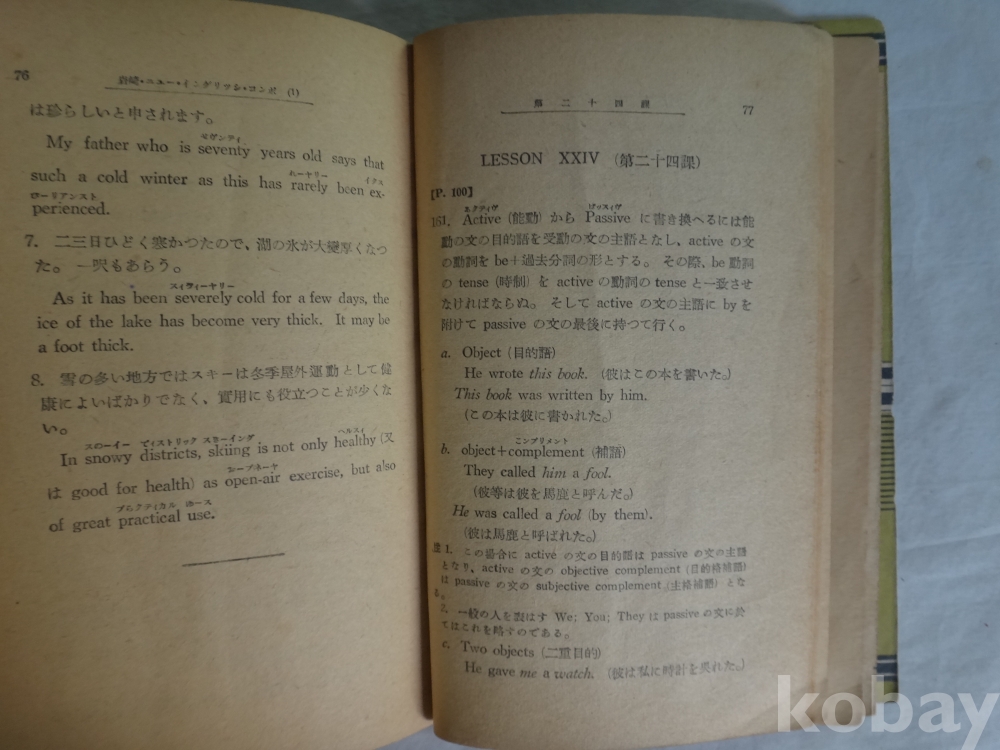 76
岩崎・ニュー・イングリッシ・コンポ (1)
は珍らしいと申されます。
セヴンティ
My father who is seventy years old says that
レーヤリー イクス
such a cold winter as this has rarely been ex-
ピーリアンスト
perienced.
7. 二三日ひどく寒かつたので、湖の氷が大變厚くなつ
た。 一呎もあらう。
スィヴィーヤリー
As it has been severely cold for a few days, the
ice of the lake has become very thick. It may be
a foot thick.
8. 雪の多い地方ではスキーは冬季屋外運動として健
康によいばかりでなく、實用にも役立つことが少くな
い。
スのーイー ディストリック スキーイング ヘルスィ
In snowy districts, skiing is not only healthy (又
は good for health) as open-air exercise, but also
プラクティカル ユース
of great practical use.
第二十四課
77
LESSON XXIV (第二十四課)
[P. 100]
アクティヴ パッスィヴ
161. Active (能動) から Passive に書き換へるには能
動の文の目的語を受動の文の主語となし、active の文
の動詞を be+過去分詞の形とする。 その際、be 動詞
の tense (時制) を active の動詞の tense と一致させ
なければならぬ。 そして active の文の主語に by を
附けて passive の文の最後に持つて行く。
a. Object (目的語)
He wrote this book. (彼はこの本を書いた。)
This book was written by him.
(この本は彼に書かれた。)
コンプリメント
b. object+complement (補語)
They called him a fool.
(彼等は彼を馬鹿と呼んだ。)
He was called a fool (by them).
(彼は馬鹿と呼ばれた。)
注 1. この場合に active の文の目的語は passive の文の主語
となり、active の文の objective complement (目的格補語)
は passive の文の subjective complement (主格補語) とな
る。
2. 一般の人を表はす We; You; They は passive の文に於
てはこれを略すのである。
c. Two objects (二重目的)
He gave me a watch. (彼は私に時計を呉れた。)
kobay